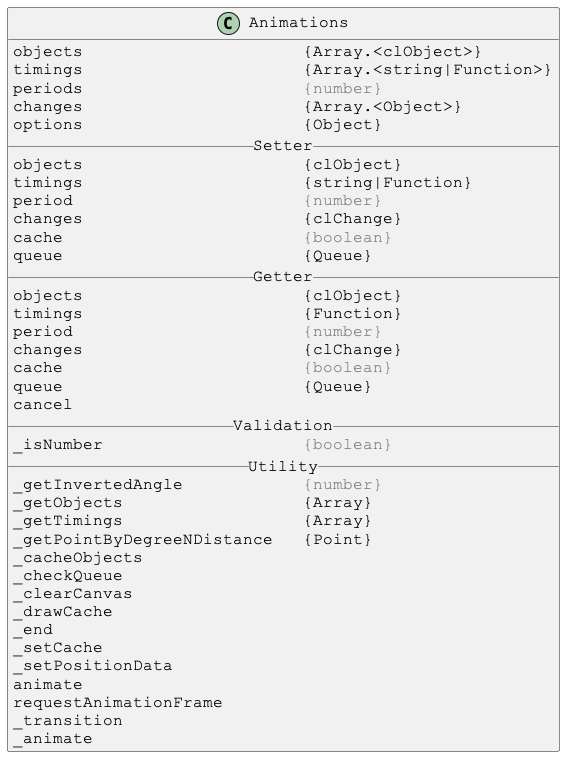 C Animations
objects {Array.<clObject>}
timings {Array.<string|Function>}
periods {number}
changes {Array.<Object>}
options {Object}
Setter
objects {clObject}
timings {string|Function}
period {number}
changes {clChange}
cache {boolean}
queue {Queue}
Getter
objects {clObject}
timings {Function}
period {number}
changes {clChange}
cache {boolean}
queue {Queue}
cancel
Validation
_isNumber {boolean}
Utility
_getInvertedAngle {number}
_getObjects {Array}
_getTimings {Array}
_getPointByDegreeNDistance {Point}
_cacheObjects
_checkQueue
_clearCanvas
_drawCache
_end
_setCache
_setPositionData
animate
requestAnimationFrame
_transition
_animate